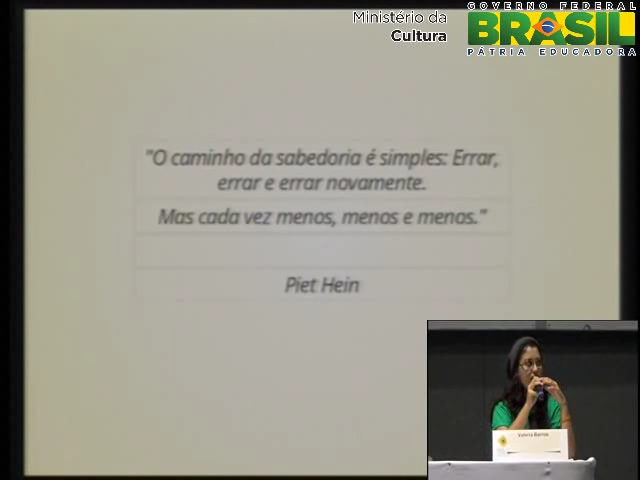 Ministério da
Cultura
GOVERNO FEDERAL
BRASIL
PÁTRIA EDUCADORA
"O caminho da sabedoria é simples: Errar,
errar e errar novamente.
Mas cada vez menos, menos e menos."
Piet Hein